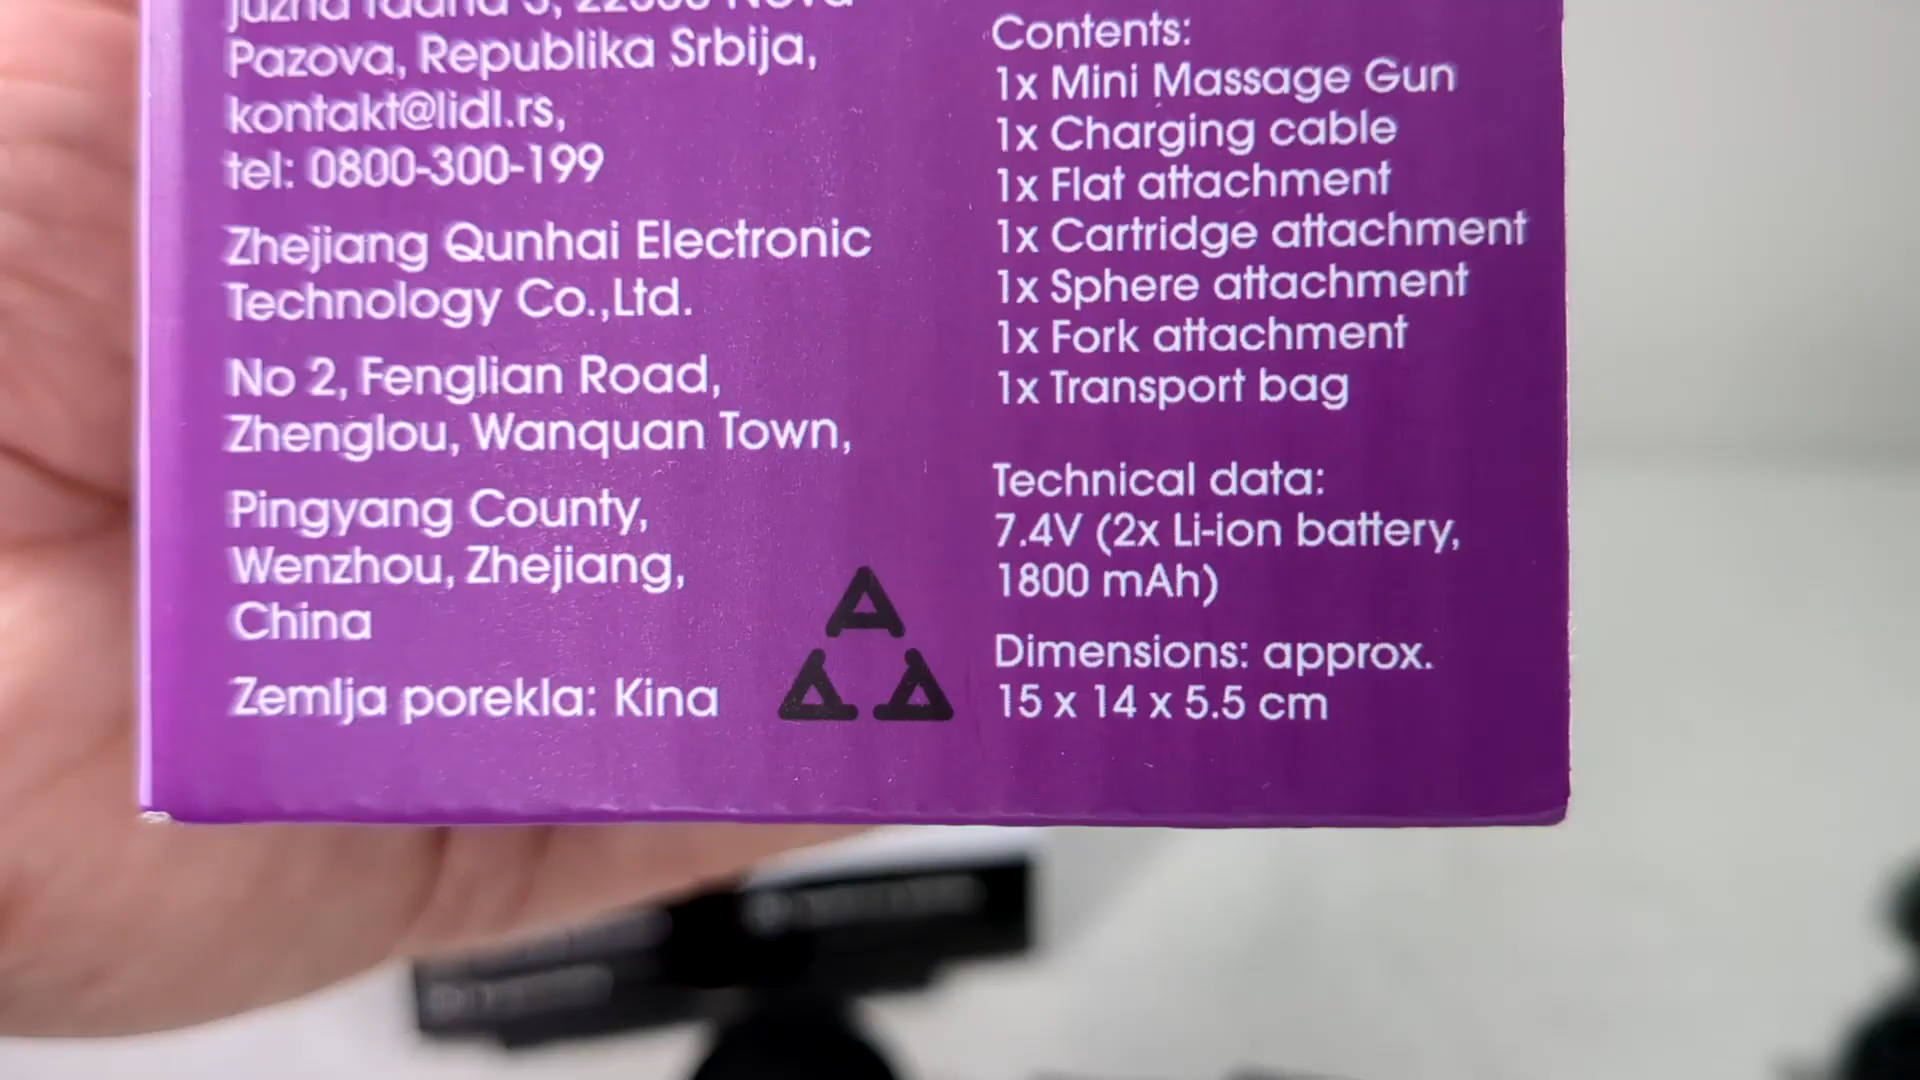 Pazova, Republika Srbija,
kontakt@lidl.rs,
tel: 0800-300-199
Zhejiang Qunhai Electronic
Technology Co.,Ltd.
No 2, Fenglian Road,
Zhenglou, Wanquan Town,
Pingyang County,
Wenzhou, Zhejiang,
China
Zemlja porekla: Kina
Contents:
1x Mini Massage Gun
1x Charging cable
1x Flat attachment
1x Cartridge attachment
1x Sphere attachment
1x Fork attachment
1x Transport bag
Technical data:
7.4V (2x Li-ion battery,
1800 mAh)
Dimensions: approx.
15 x 14 x 5.5 cm